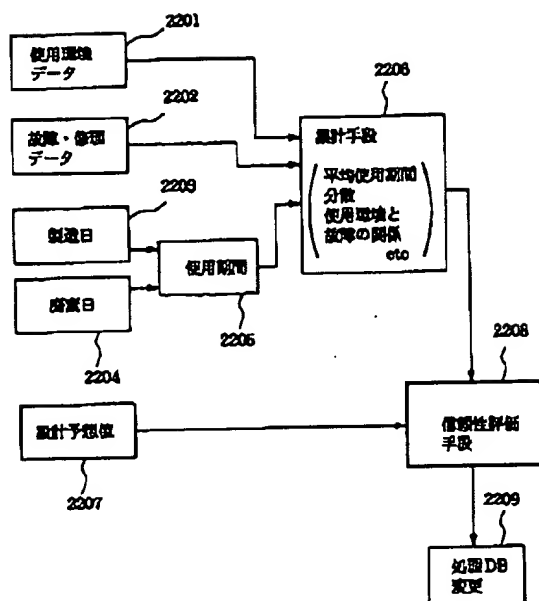 2201
使用環境
データ
2202
故障・修理
データ
2203
製造日
廃棄日
2204
使用期間
2205
2206
累計手段
平均使用期間
分散
使用環境と
故障の関係
etc
2207
設計予想値
2208
信頼性評価
手段
2209
処理DB
変更